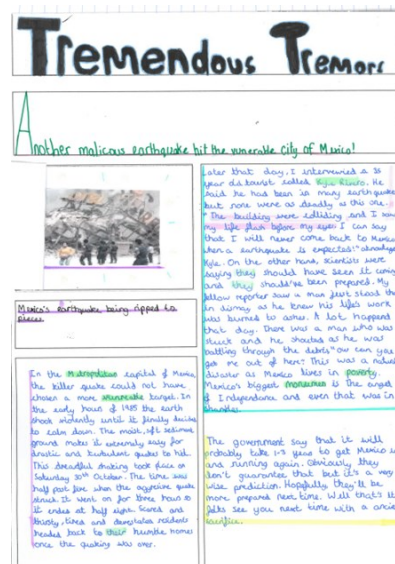 Tremendous Tremors
Another malicous earthquake hit the vunerable city of Mexico!
Mexico's earthquake being ripped to
pieces
In the Metropolitan capital of Mexico,
the killer quake could not have
chosen a more vunnerable target. In
the early hours of 1985 the earth
shook violently until it finally decided
to calm down. The moist, soft sediment
ground makes it extremely easy for
drastic and turbulent quakes to hit.
This dreadful shaking took place on
Saturday 30th October. The time was
half past five when the aggresive quake
struck. It went on for three hours so
it ended at half eight. Scared and
thirsty, tired and devestated residents
headed back to their humble homes
once the quaking was over.
Later that day, I interveiwed a 35
year old tourist called Kyle. He
said he has been in many earthquakes
but none were as deadly as this one.
"The building were colliding and I saw
my life flash before my eyes. I can say
that I will never come back to Mexico
when a earthquake is expected!"
Kyle. On the other hand, scientists were
saying they should have seen it coming
and they should've been prepared. My
fellow reporter saw a man just stood there
in dismay as he knew his life's work
was burned to ashes. A lot happend
that day. There was a man who was
stuck and he shouted as he was
battling through the debris "ow can you
get me out of here! This was a natural
disaster as Mexico lives in poverty.
Mexico's biggest monument is the angel
of Independence and even that was in
The government say that it will
probably take 1-3 years to get Mexico up
and running again. Obviously they
don't guarantee that but it's a very
wise prediction. Hopefully they'll be
more prepared next time. Well that's it
folks see you next time with a
sacrifice.